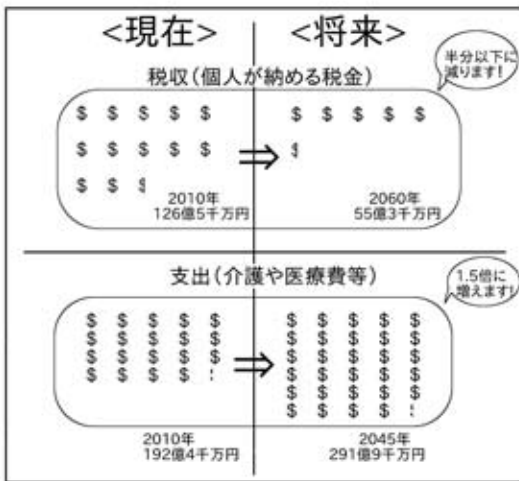 <現在> <将来>
半分以下に
減ります!
税収(個人が納める税金)
$ $ $ $ $ $ $ $ $ $
$ $ $ $ $ ⇒ $
$ $ $
2010年 2060年
126億5千万円 55億3千万円
支出(介護や医療費等)
1.5倍に
増えます!
$ $ $ $ $ $ $ $ $ $
$ $ $ $ $ $ $ $ $ $
$ $ $ $ $ ⇒ $ $ $ $ $
$ $ $ $ $ $ $ $ $
$ $ $ $ $
$ $ $ $
2010年 2045年
192億4千万円 291億9千万円